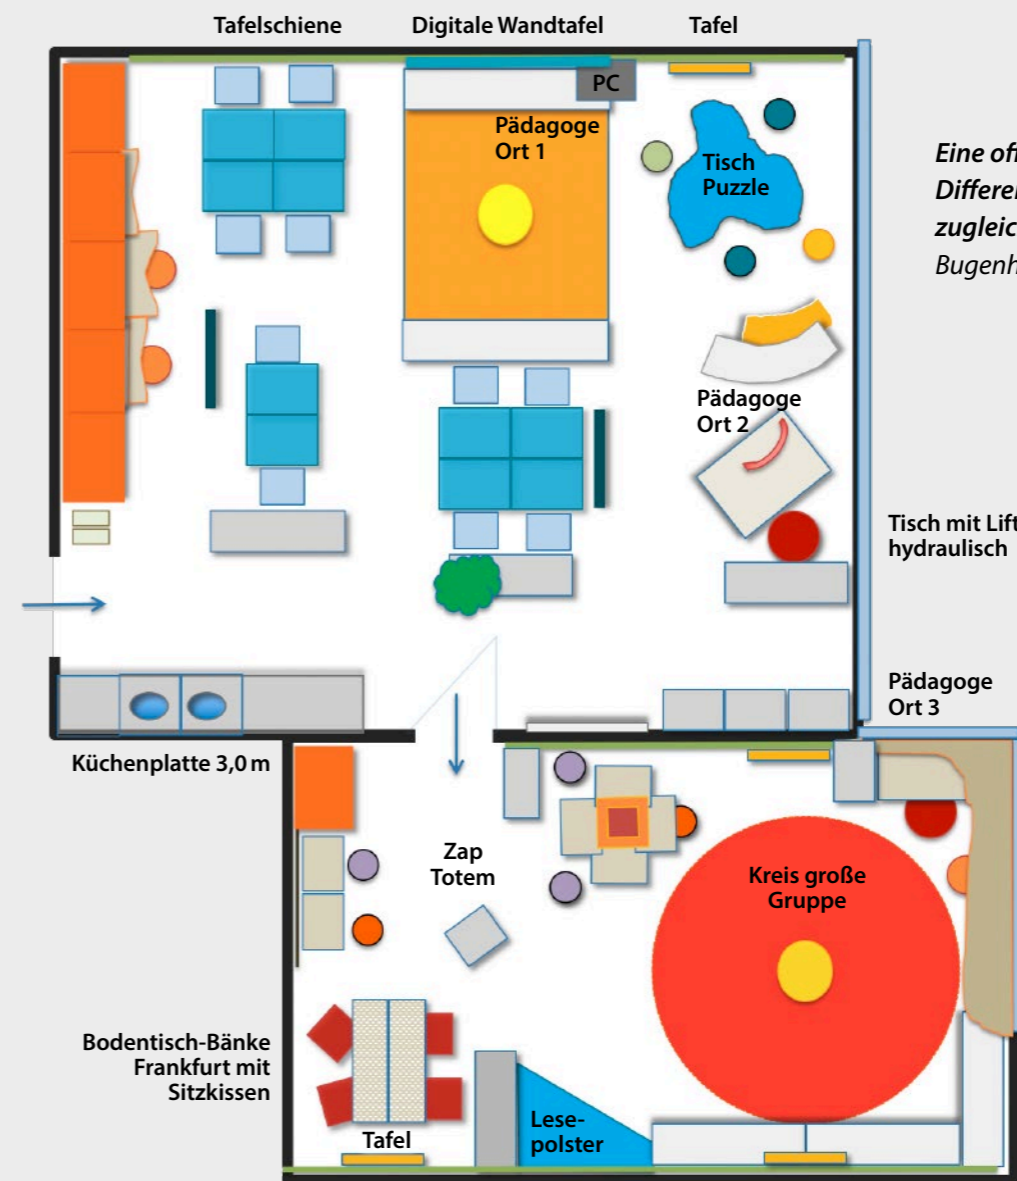 Tafelschiene
Digitale Wandtafel
Tafel
PC
Pädagoge
Ort 1
Tisch
Puzzle
Pädagoge
Ort 2
Tisch mit Lift
hydraulisch
Pädagoge
Ort 3
Küchenplatte 3,0 m
Zap
Totem
Kreis große
Gruppe
Bodentisch-Bänke
Frankfurt mit
Sitzkissen
Tafel
Lese-
polster
Eine